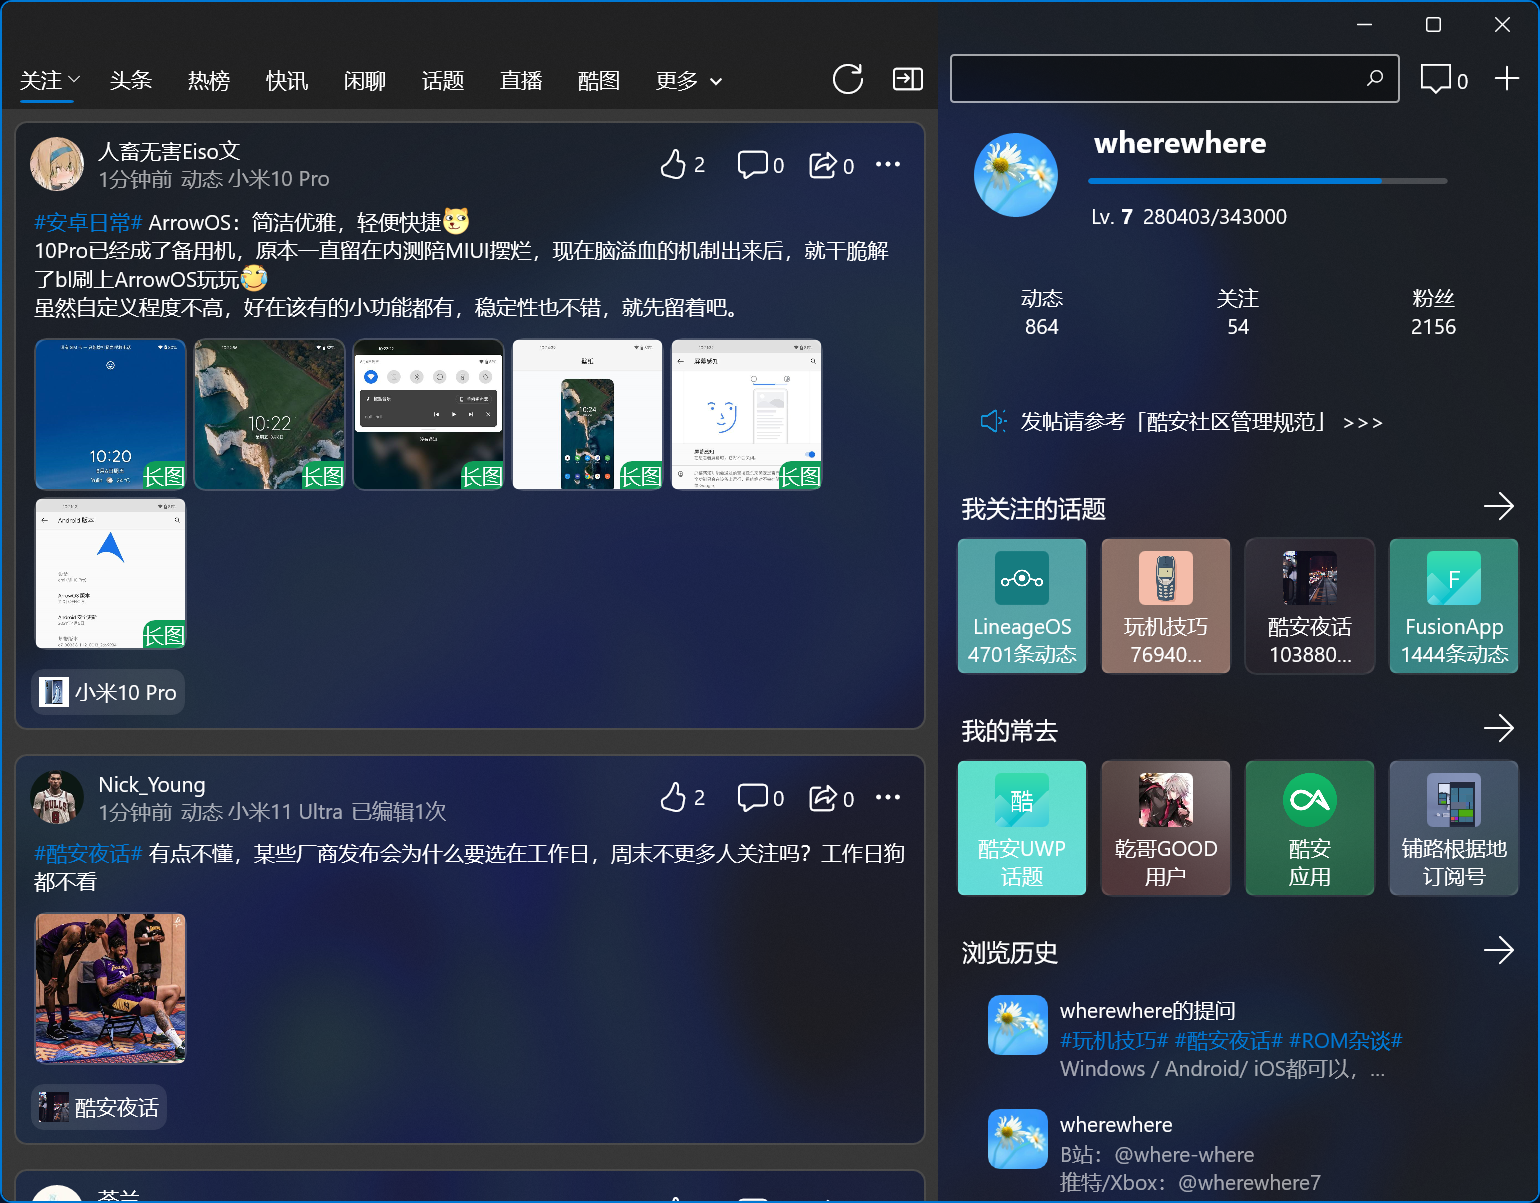 关注 头条 热榜 快讯 闲聊 话题 直播 酷图 更多
人畜无害Eiso文
1分钟前 动态 小米10 Pro
2 0 0
#安卓日常# ArrowOS：简洁优雅，轻便快捷
10Pro已经成了备用机，原本一直留在内测陪MIUI摆烂，现在脑溢血的机制出来后，就干脆解
了bl刷上ArrowOS玩玩
虽然自定义程度不高，好在该有的小功能都有，稳定性也不错，就先留着吧。
10:20
长图
10:22
长图
长图
壁纸
10:24
长图
屏幕感知
长图
Android 版本
长图
小米10 Pro
Nick_Young
1分钟前 动态 小米11 Ultra 已编辑1次
2 0 0
#酷安夜话# 有点不懂，某些厂商发布会为什么要选在工作日，周末不更多人关注吗？工作日狗
都不看
酷安夜话
茶兰
0
wherewhere
Lv. 7 280403/343000
动态 关注 粉丝
864 54 2156
发帖请参考「酷安社区管理规范」 >>>
我关注的话题
LineageOS
4701条动态
玩机技巧
76940...
酷安夜话
103880...
F
FusionApp
1444条动态
我的常去
酷
酷安UWP
话题
乾哥GOOD
用户
酷安
应用
铺路根据地
订阅号
浏览历史
wherewhere的提问
#玩机技巧# #酷安夜话# #ROM杂谈#
Windows / Android/ iOS都可以，...
wherewhere
B站：@where-where
推特/Xbox：@wherewhere7